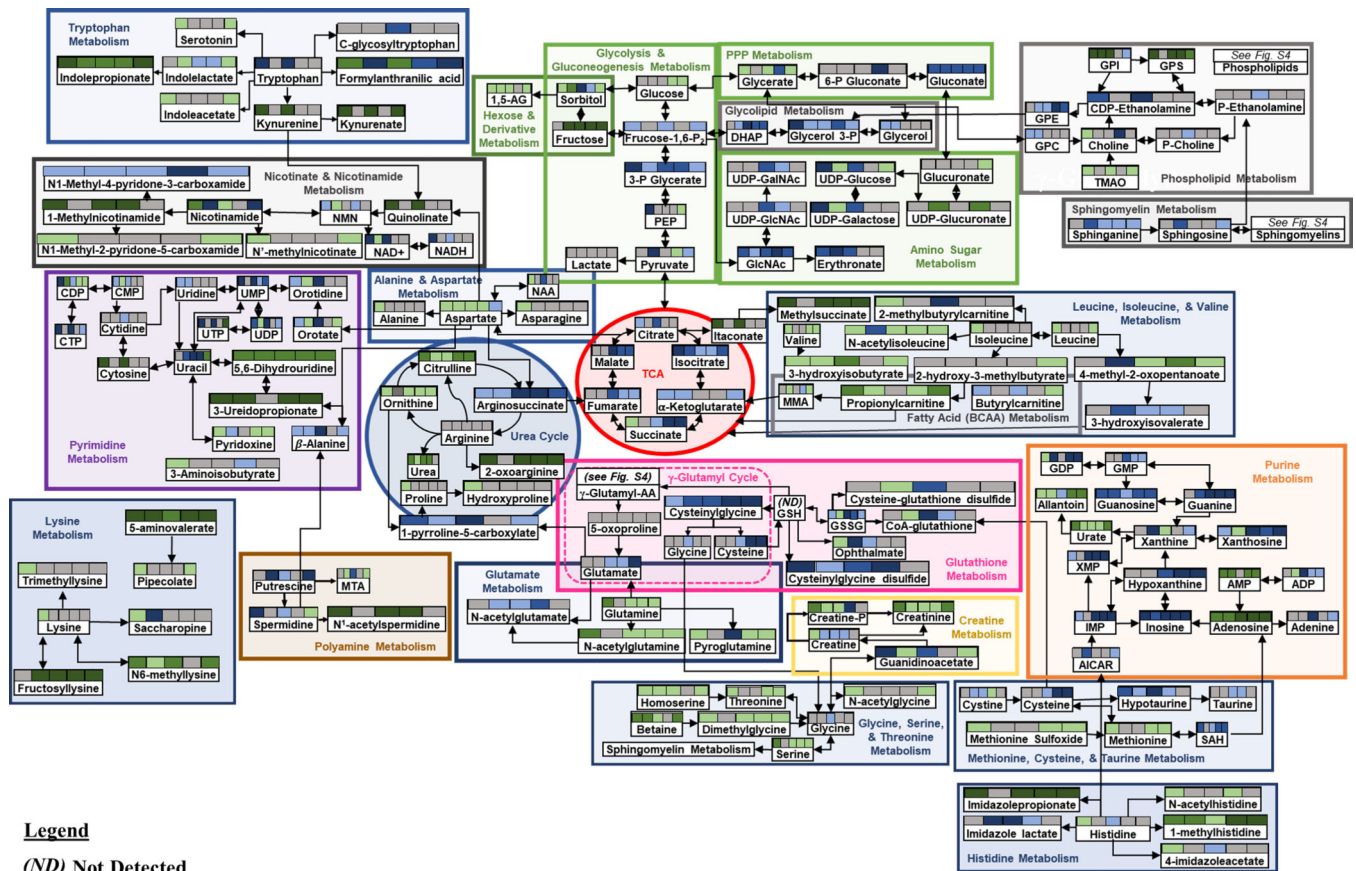 Tryptophan
Metabolism
Serotonin
C-glycosyltryptophan
Indolepropionate
Indolelactate
Tryptophan
Formylanthranilic acid
Indoleacetate
Kynurenine
Kynurenate
Glycolysis &
Gluconeogenesis Metabolism
1,5-AG
Sorbitol
Glucose
Hexose &
Derivative
Metabolism
Fructose
Frucose-1,6-P₂
3-P Glycerate
PEP
Lactate
Pyruvate
PPP Metabolism
Glycerate
6-P Gluconate
Gluconate
Glycolipid Metabolism
DHAP
Glycerol 3-P
Glycerol
UDP-GalNAc
UDP-Glucose
Glucuronate
UDP-GlcNAc
UDP-Galactose
UDP-Glucuronate
GlcNAc
Erythronate
Amino Sugar
Metabolism
GPI
GPS
See Fig. S4
Phospholipids
CDP-Ethanolamine
P-Ethanolamine
GPE
GPC
Choline
P-Choline
TMAO
Phospholipid Metabolism
Sphingomyelin Metabolism
See Fig. S4
Sphinganine
Sphingosine
Sphingomyelins
Nicotinate & Nicotinamide
Metabolism
N1-Methyl-4-pyridone-3-carboxamide
1-Methylnicotinamide
Nicotinamide
NMN
Quinolinate
N1-Methyl-2-pyridone-5-carboxamide
N'-methylnicotinate
NAD+
NADH
CDP
CMP
Uridine
UMP
Orotidine
CTP
Cytidine
UTP
UDP
Orotate
Cytosine
Uracil
5,6-Dihydrouridine
3-Ureidopropionate
Pyridoxine
β-Alanine
Pyrimidine
Metabolism
3-Aminoisobutyrate
Alanine & Aspartate
Metabolism
NAA
Alanine
Aspartate
Asparagine
Citrulline
Ornithine
Arginosuccinate
Arginine
Urea Cycle
Urea
2-oxoarginine
Proline
Hydroxyproline
1-pyrroline-5-carboxylate
Citrate
Itaconate
Malate
Isocitrate
TCA
Fumarate
α-Ketoglutarate
Succinate
Methylsuccinate
2-methylbutyrylcarnitine
Leucine, Isoleucine, & Valine
Metabolism
Valine
N-acetylisoleucine
Isoleucine
Leucine
3-hydroxyisobutyrate
2-hydroxy-3-methylbutyrate
4-methyl-2-oxopentanoate
MMA
Propionylcarnitine
Butyrylcarnitine
Fatty Acid (BCAA) Metabolism
3-hydroxyisovalerate
Lysine
Metabolism
5-aminovalerate
Trimethyllysine
Pipecolate
Lysine
Saccharopine
Fructosyllysine
N6-methyllysine
Putrescine
MTA
Spermidine
N¹-acetylspermidine
Polyamine Metabolism
(see Fig. S4)
γ-Glutamyl Cycle
γ-Glutamyl-AA
Cysteinylglycine
(ND)
GSH
Cysteine-glutathione disulfide
GSSG
CoA-glutathione
5-oxoproline
Glycine
Cysteine
Ophthalmate
Glutamate
Cysteinylglycine disulfide
Glutathione
Metabolism
Glutamate
Metabolism
N-acetylglutamate
Glutamine
N-acetylglutamine
Pyroglutamine
Creatine-P
Creatinine
Creatine
Metabolism
Creatine
Guanidinoacetate
Homoserine
Threonine
N-acetylglycine
Betaine
Dimethylglycine
Glycine
Glycine, Serine,
& Threonine
Metabolism
Sphingomyelin Metabolism
Serine
GDP
GMP
Purine
Metabolism
Allantoin
Guanosine
Guanine
Urate
Xanthine
Xanthosine
XMP
Hypoxanthine
AMP
ADP
IMP
Inosine
Adenosine
Adenine
AICAR
Cystine
Cysteine
Hypotaurine
Taurine
Methionine Sulfoxide
Methionine
SAH
Methionine, Cysteine, & Taurine Metabolism
Imidazolepropionate
N-acetylhistidine
Imidazole lactate
Histidine
1-methylhistidine
Histidine Metabolism
4-imidazoleacetate
Legend
(ND) Not Detected